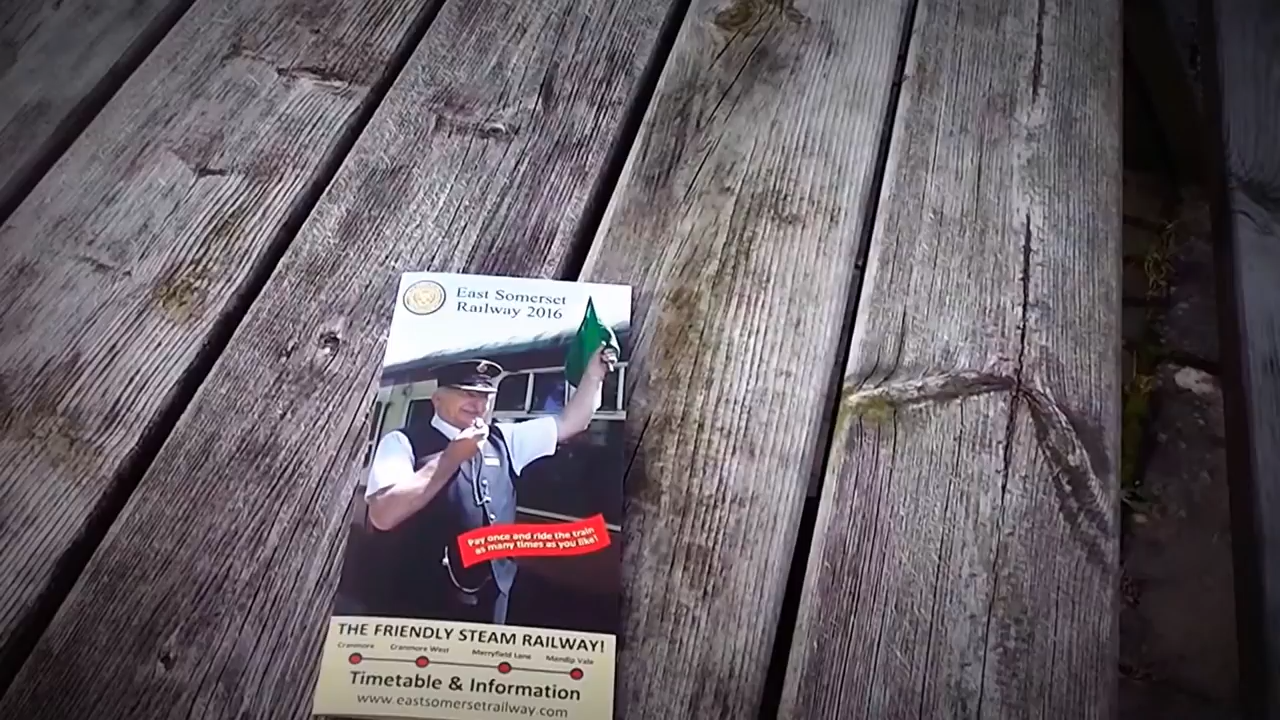 East Somerset
Railway 2016
Pay once and ride the train
as many times as you like!
THE FRIENDLY STEAM RAILWAY!
Cranmore Cranmore West Merryfield Lane Mendip Vale
Timetable & Information
www.eastsomersetrailway.com